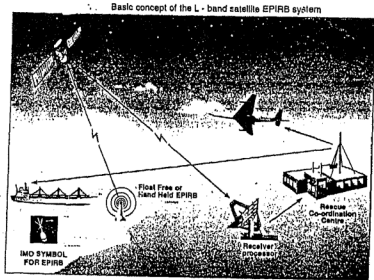 Basic concept of the L - band satellite EPIRB system
Float Free or
Hand Held EPIRB
Rescue
Co-ordination
Centre
Receiver
processor
IMO SYMBOL
FOR EPIRB